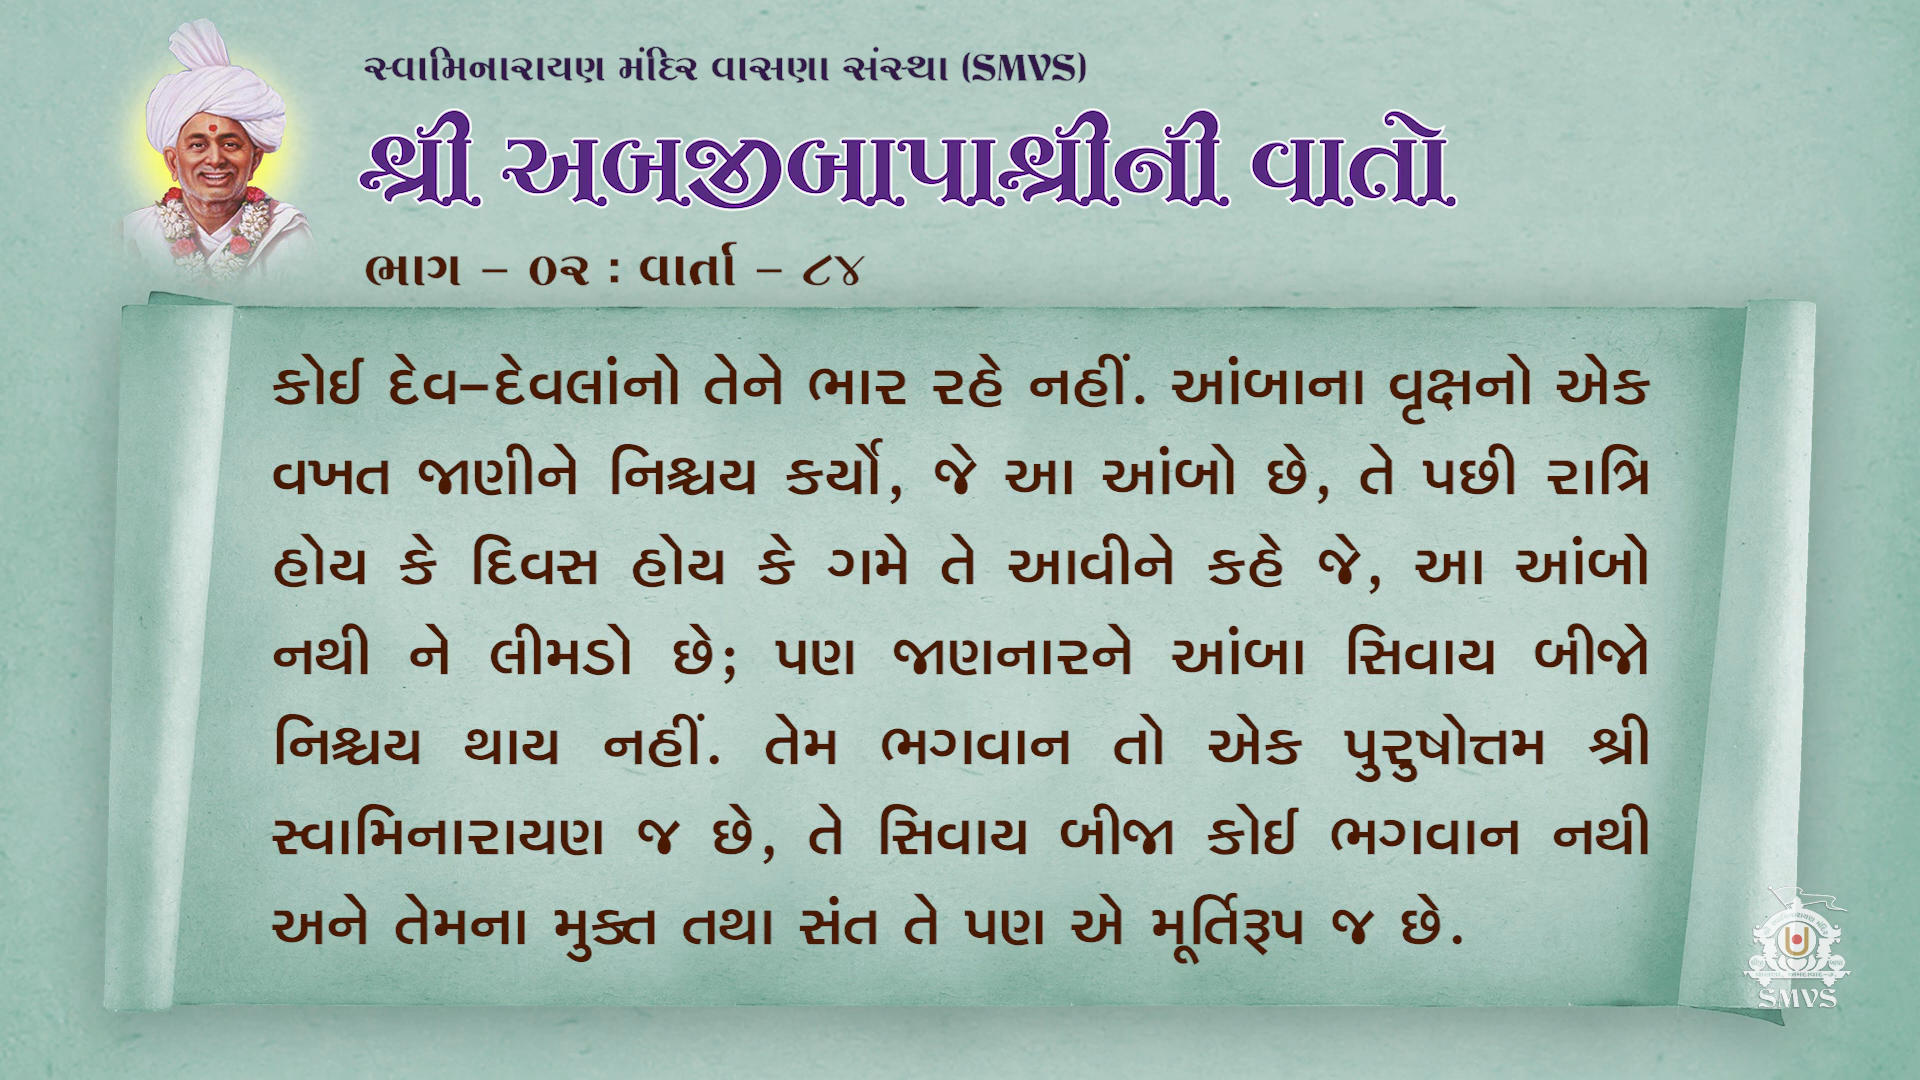 સ્વામિનારાયણ મંદિર વાસણા સંસ્થા (SMVS)
શ્રી અબજીબાપાશ્રીની વાતો
ભાગ – ૦૨ : વાર્તા – ૮૪
કોઈ દેવ–દેવલાંનો તેને ભાર રહે નહીં. આંબાના વૃક્ષનો એક
વખત જાણીને નિશ્ચય કર્યો, જે આ આંબો છે, તે પછી રાત્રિ
હોય કે દિવસ હોય કે ગમે તે આવીને કહે જે, આ આંબો
નથી ને લીમડો છે; પણ જાણનારને આંબા સિવાય બીજો
નિશ્ચય થાય નહીં. તેમ ભગવાન તો એક પુરુષોત્તમ શ્રી
સ્વામિનારાયણ જ છે, તે સિવાય બીજા કોઈ ભગવાન નથી
અને તેમના મુક્ત તથા સંત તે પણ એ મૂર્તિરૂપ જ છે.
SMVS